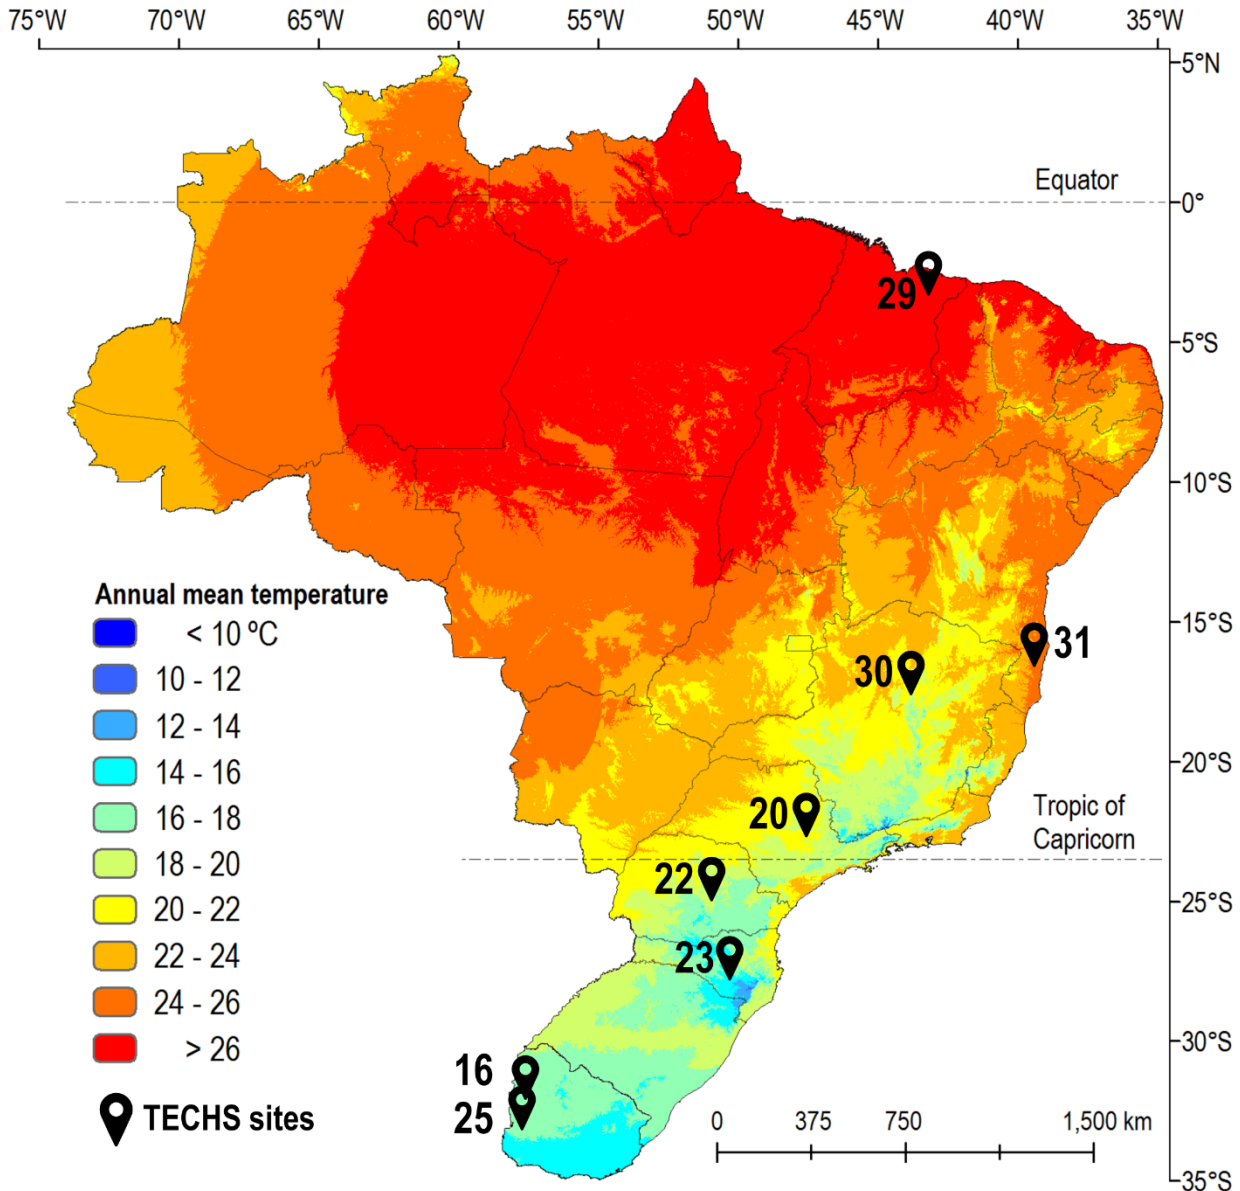 75°W 70°W 65°W 60°W 55°W 50°W 45°W 40°W 35°W
5°N
Equator
0°
29
5°S
10°S
Annual mean temperature
< 10 ºC
10 - 12
12 - 14
14 - 16
16 - 18
18 - 20
20 - 22
22 - 24
24 - 26
> 26
TECHS sites
15°S
31
30
20°S
20
Tropic of
Capricorn
22
25°S
23
30°S
16
25
0 375 750 1,500 km
35°S